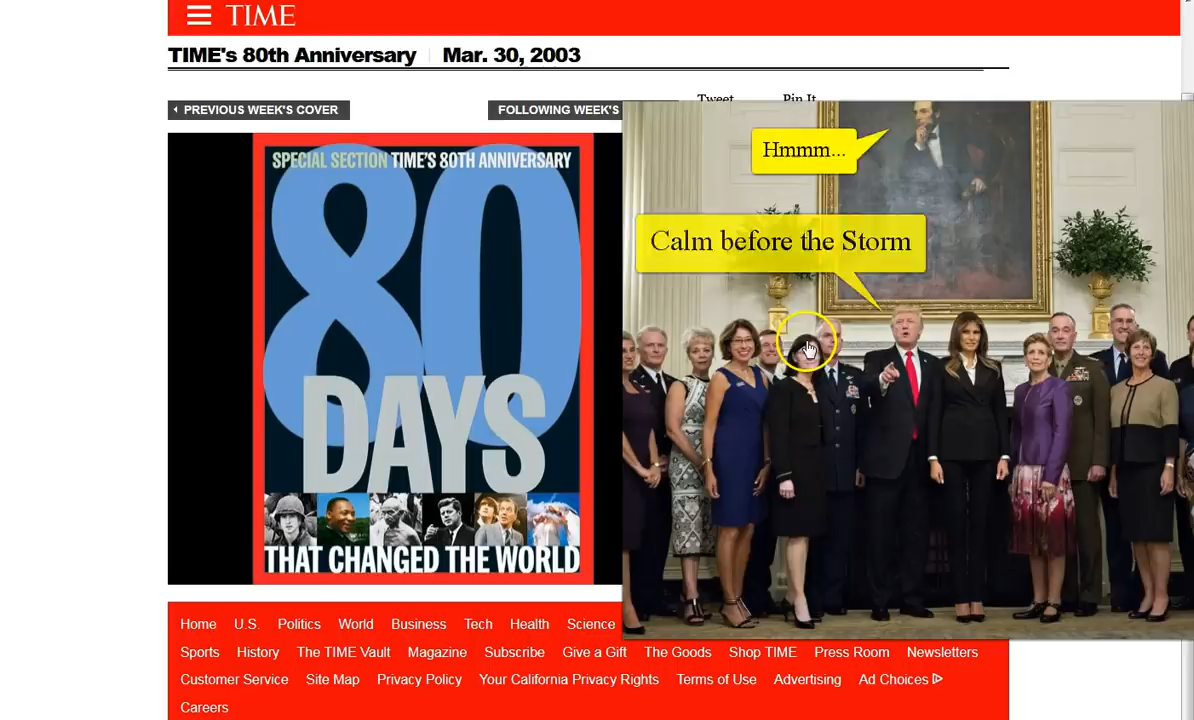 TIME
TIME's 80th Anniversary Mar. 30, 2003
PREVIOUS WEEK'S COVER FOLLOWING WEEK'S
Tweet Pin It
SPECIAL SECTION TIME'S 80TH ANNIVERSARY
80
DAYS
THAT CHANGED THE WORLD
Hmmm...
Calm before the Storm
Home U.S. Politics World Business Tech Health Science
Sports History The TIME Vault Magazine Subscribe Give a Gift The Goods Shop TIME Press Room Newsletters
Customer Service Site Map Privacy Policy Your California Privacy Rights Terms of Use Advertising Ad Choices
Careers